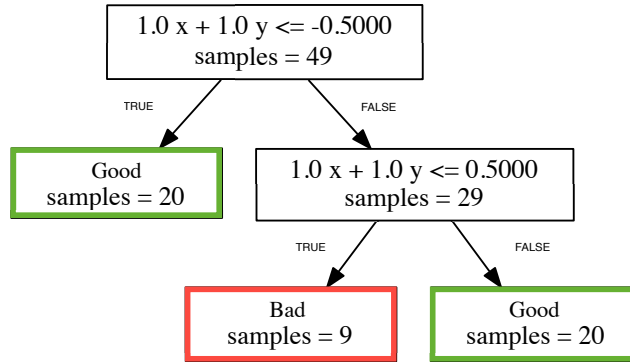 1.0 x + 1.0 y <= -0.5000
samples = 49
TRUE
FALSE
Good
samples = 20
1.0 x + 1.0 y <= 0.5000
samples = 29
TRUE
FALSE
Bad
samples = 9
Good
samples = 20